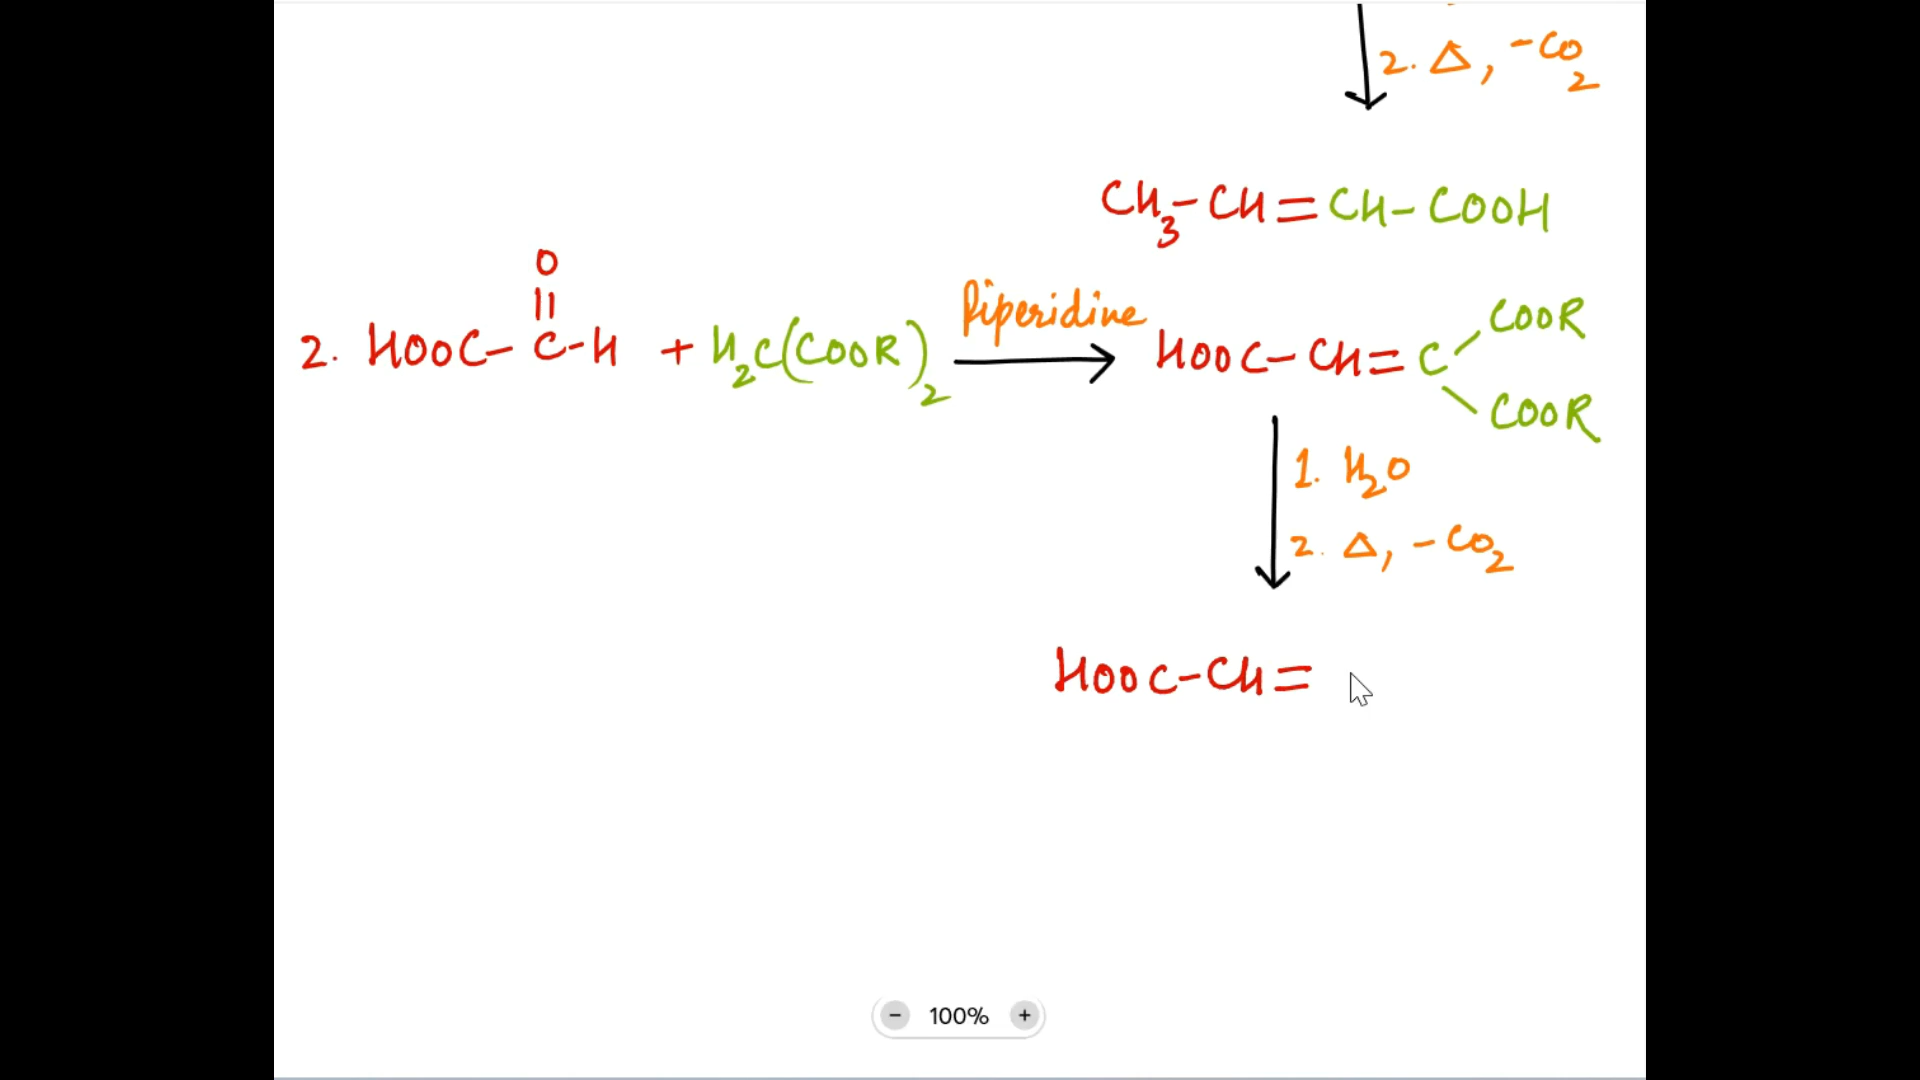 2. Δ, -CO2
CH3-CH=CH-COOH
O
||
2. HOOC-C-H + H2C(COOR)2 Piperidine HOOC-CH=C COOR
COOR
1. H2O
2. Δ, -CO2
HOOC-CH=
− 100% +